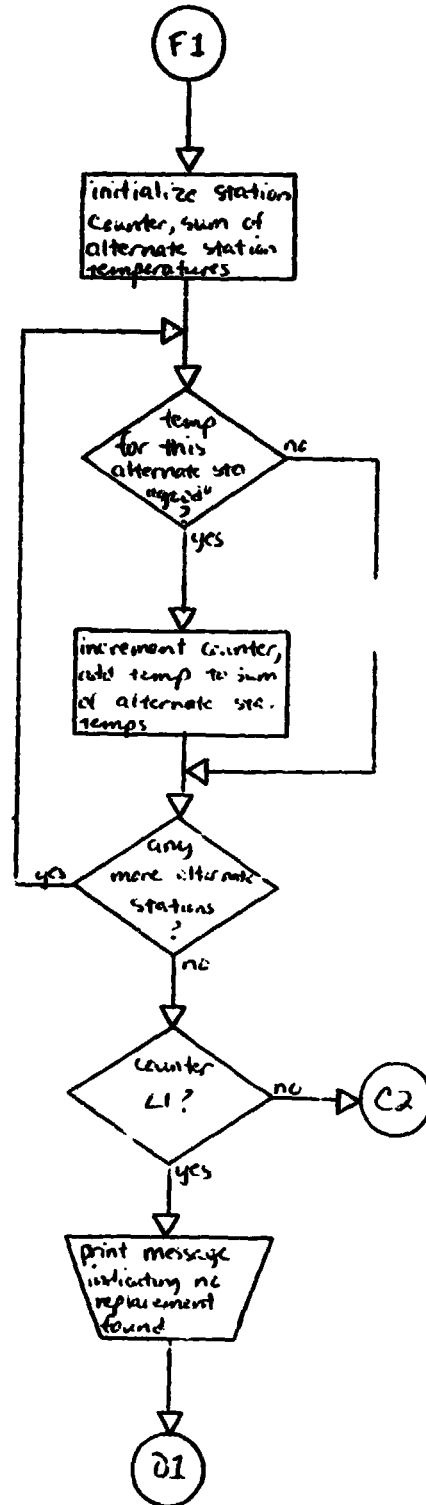 F1
initialize station
counter, sum of
alternate station
temperatures
temp
for this
alternate sta
"good"
?
no
yes
increment counter,
add temp to sum
of alternate sta.
temps
any
more alternate
stations
?
yes
no
counter
<1?
no
C2
yes
print message
indicating no
replacement
found
D1